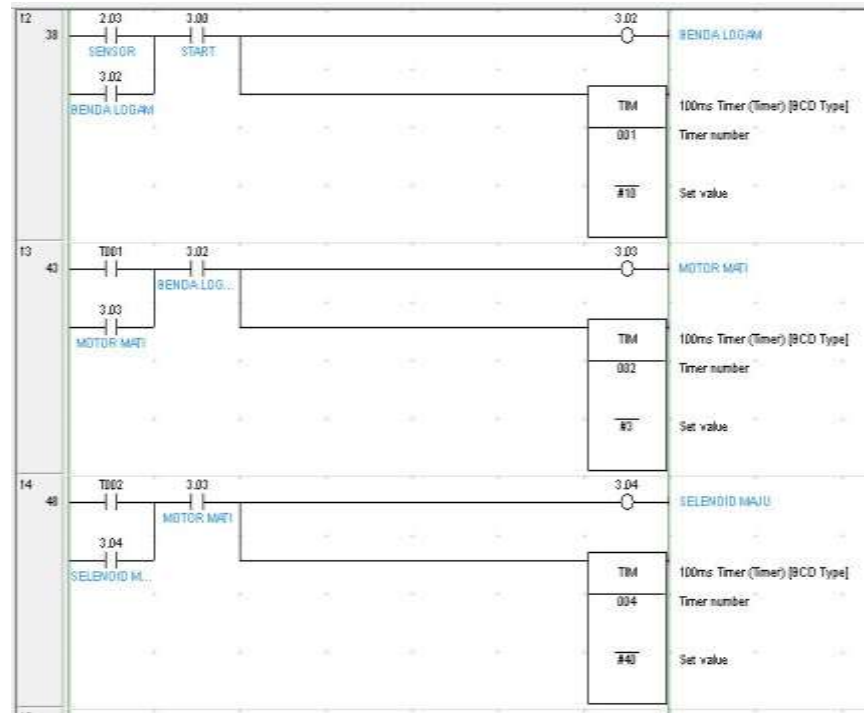 12
38
2.03 3.00 3.02
SENSOR START BENDA LOGAM
3.02
BENDA LOGAM
TIM 100ms Timer (Timer) [BCD Type]
001 Timer number
#10 Set value
13
43
T001 3.02 3.03
BENDA LOG... MOTOR MATI
3.03
MOTOR MATI
TIM 100ms Timer (Timer) [BCD Type]
002 Timer number
#3 Set value
14
48
T002 3.03 3.04
MOTOR MATI SELENOID MAJU
3.04
SELENOID M...
TIM 100ms Timer (Timer) [BCD Type]
004 Timer number
#40 Set value